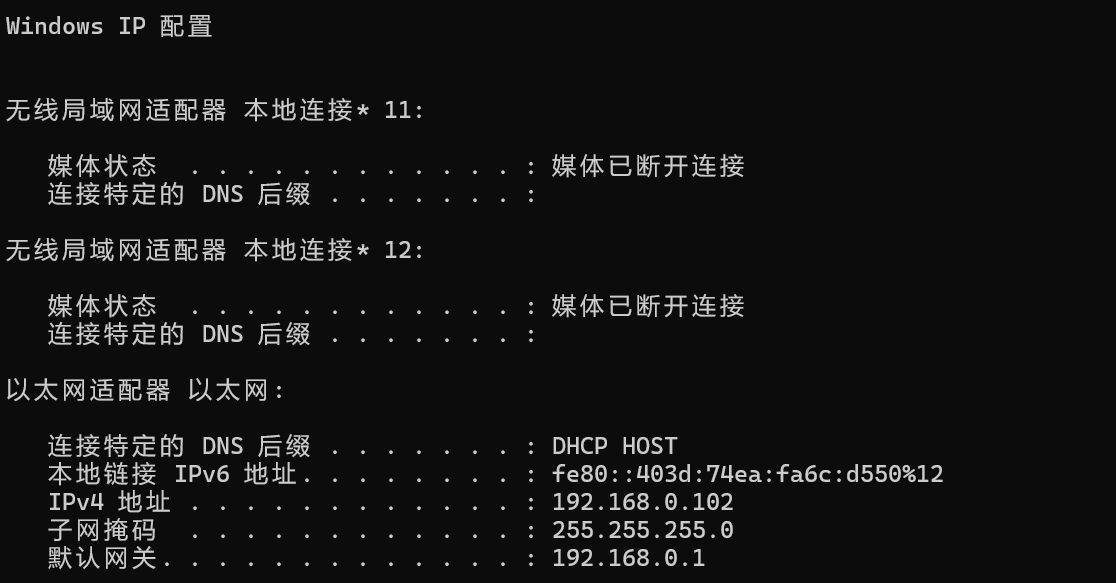 Windows IP 配置
无线局域网适配器 本地连接* 11:
媒体状态  . . . . . . . . . . . . : 媒体已断开连接
连接特定的 DNS 后缀 . . . . . . . :
无线局域网适配器 本地连接* 12:
媒体状态  . . . . . . . . . . . . : 媒体已断开连接
连接特定的 DNS 后缀 . . . . . . . :
以太网适配器 以太网:
连接特定的 DNS 后缀 . . . . . . . : DHCP HOST
本地链接 IPv6 地址. . . . . . . . : fe80::403d:74ea:fa6c:d550%12
IPv4 地址 . . . . . . . . . . . . : 192.168.0.102
子网掩码  . . . . . . . . . . . . : 255.255.255.0
默认网关. . . . . . . . . . . . . : 192.168.0.1